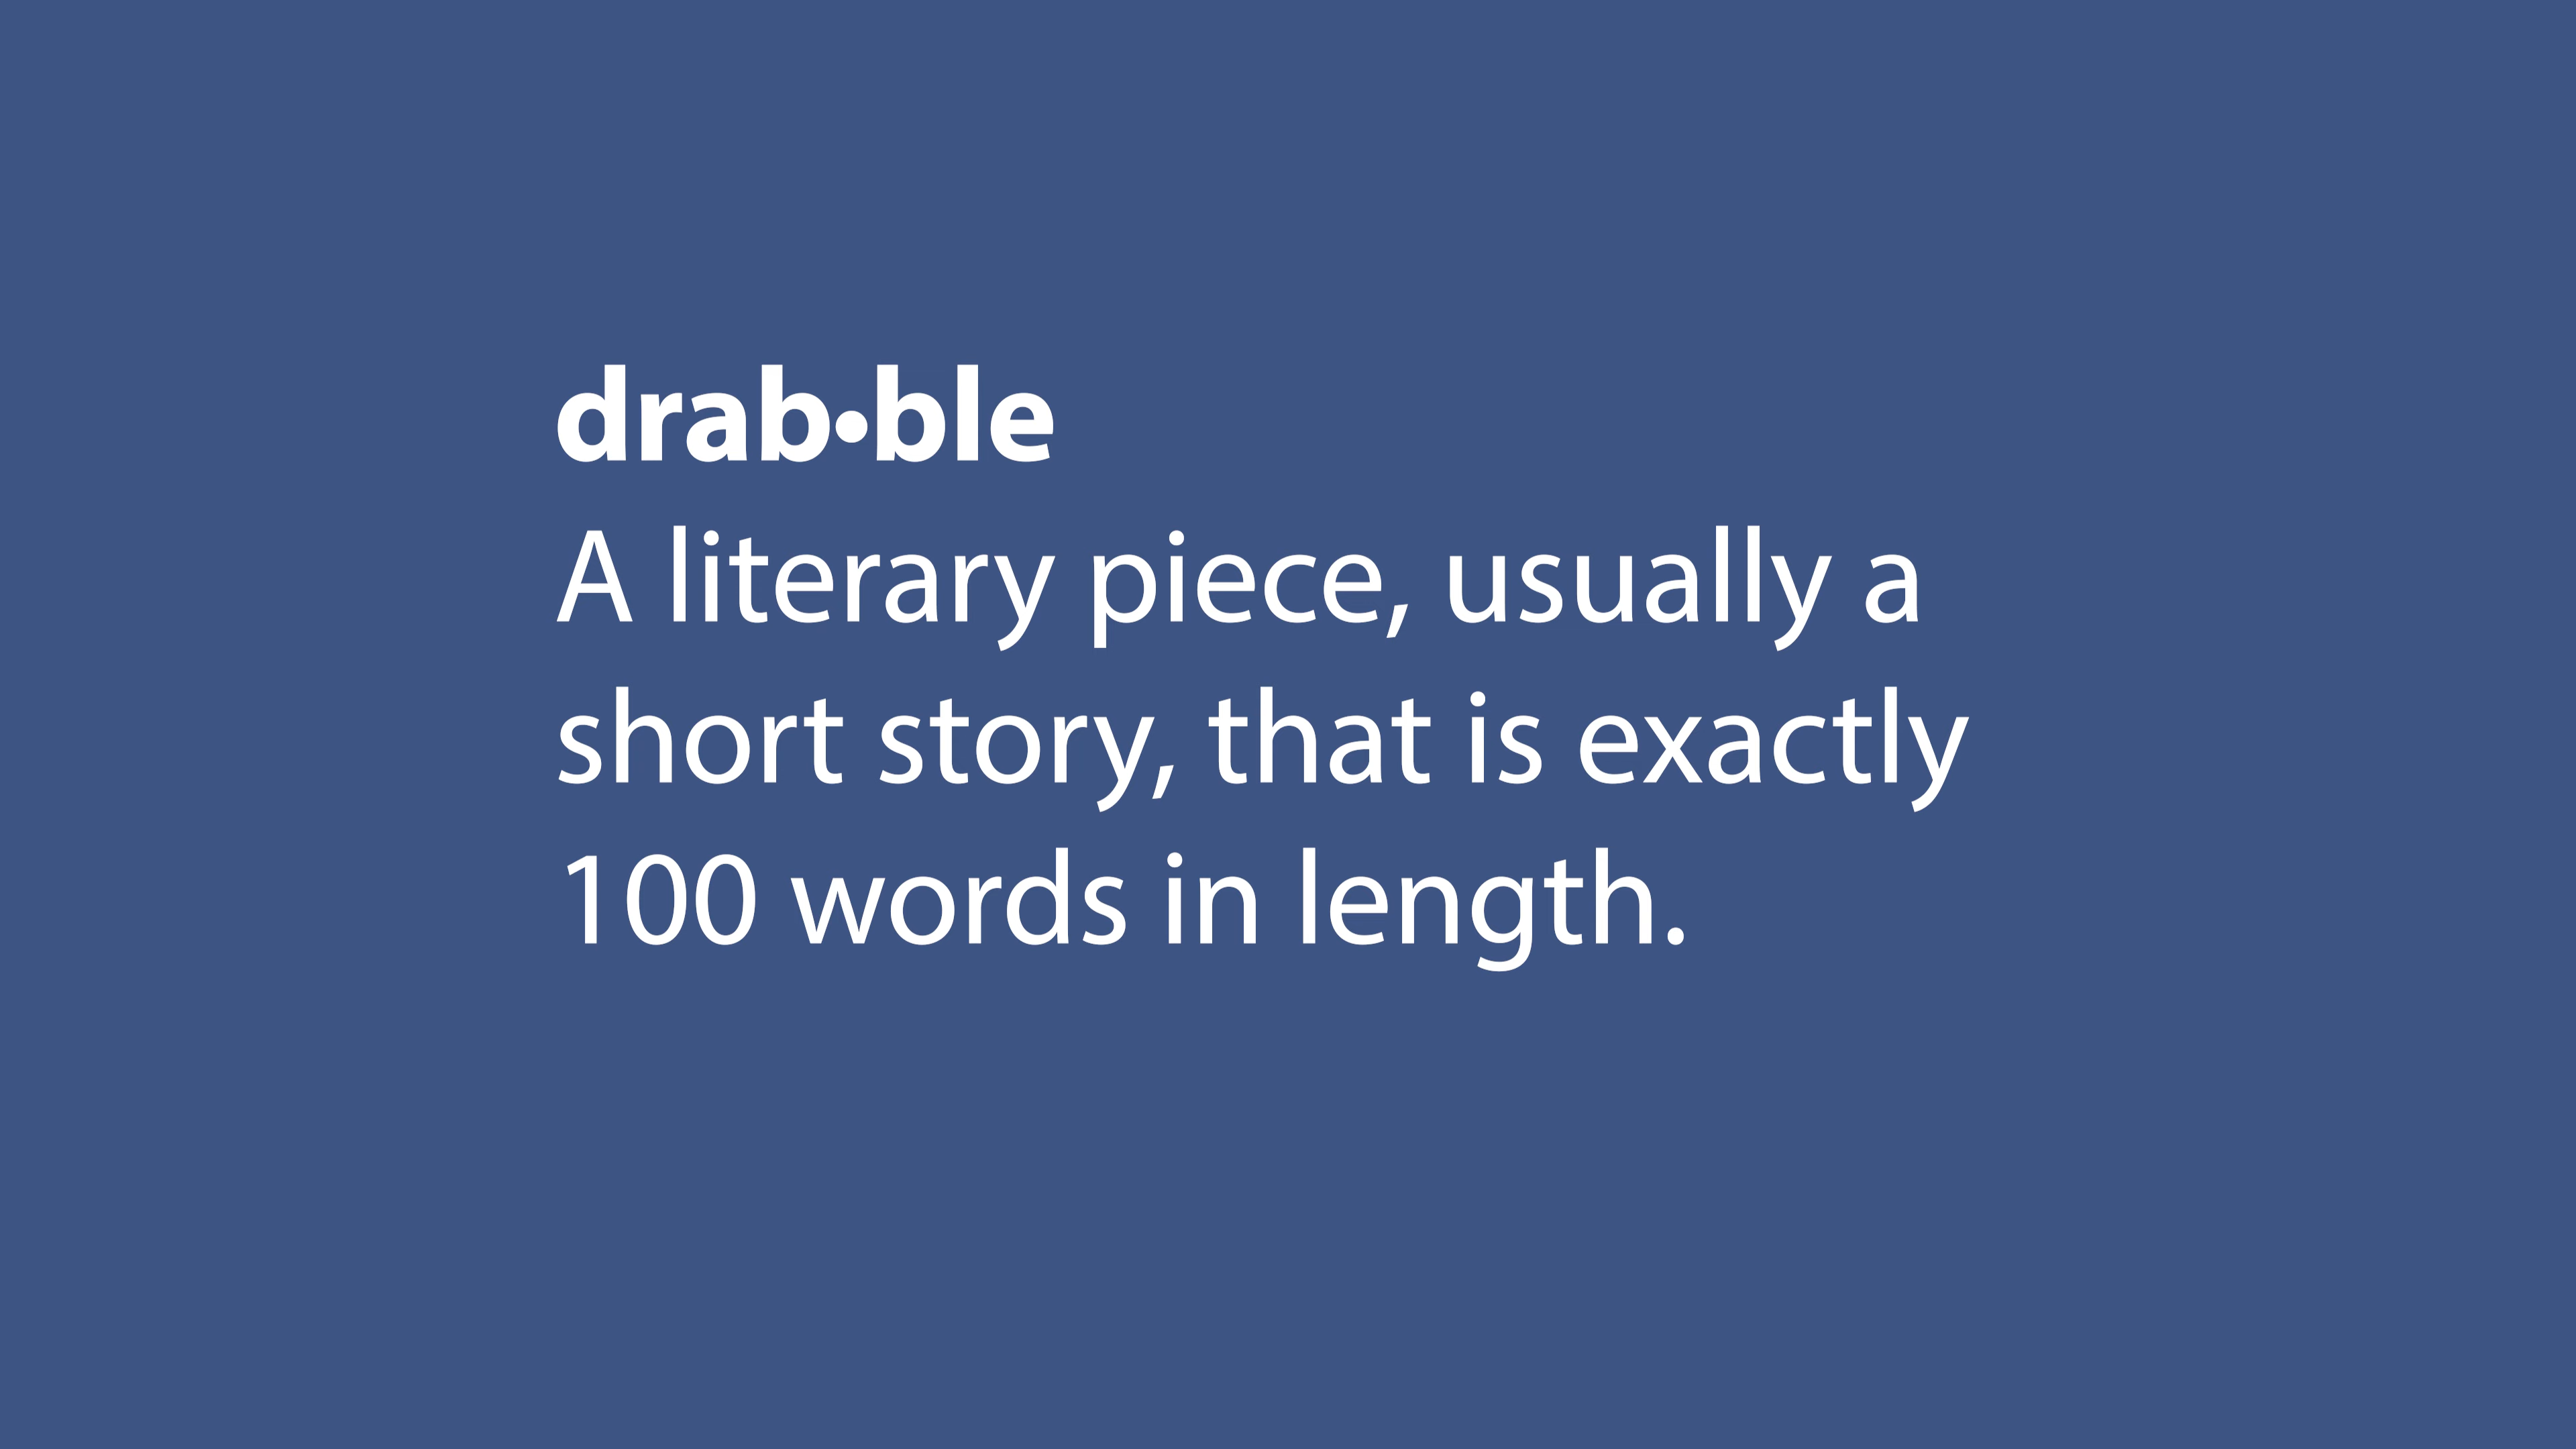 drab•ble
A literary piece, usually a
short story, that is exactly
100 words in length.